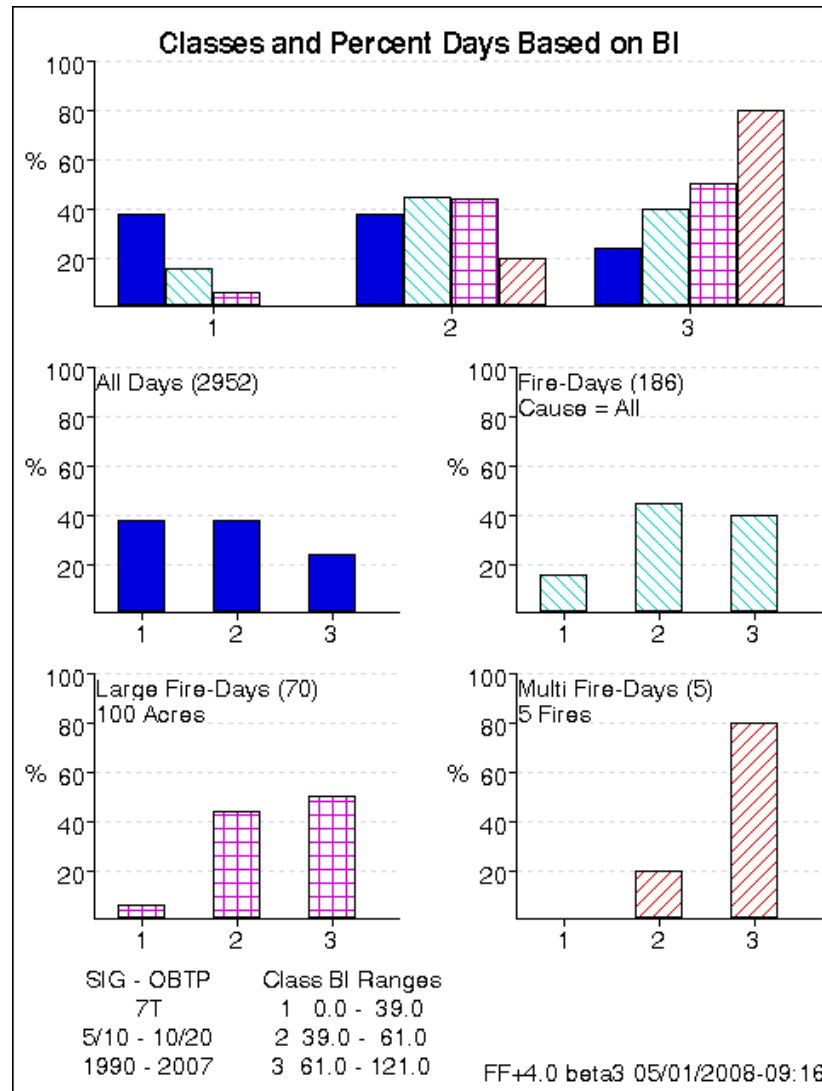 Classes and Percent Days Based on BI
100
80
% 60
40
20
1 2 3
100
All Days (2952)
80
% 60
40
20
1 2 3
100
Fire-Days (186)
Cause = All
80
% 60
40
20
1 2 3
100
Large Fire-Days (70)
100 Acres
80
% 60
40
20
1 2 3
100
Multi Fire-Days (5)
5 Fires
80
% 60
40
20
1 2 3
SIG - OBTP
7T
5/10 - 10/20
1990 - 2007
Class BI Ranges
1 0.0 - 39.0
2 39.0 - 61.0
3 61.0 - 121.0
FF+4.0 beta3 05/01/2008-09:16